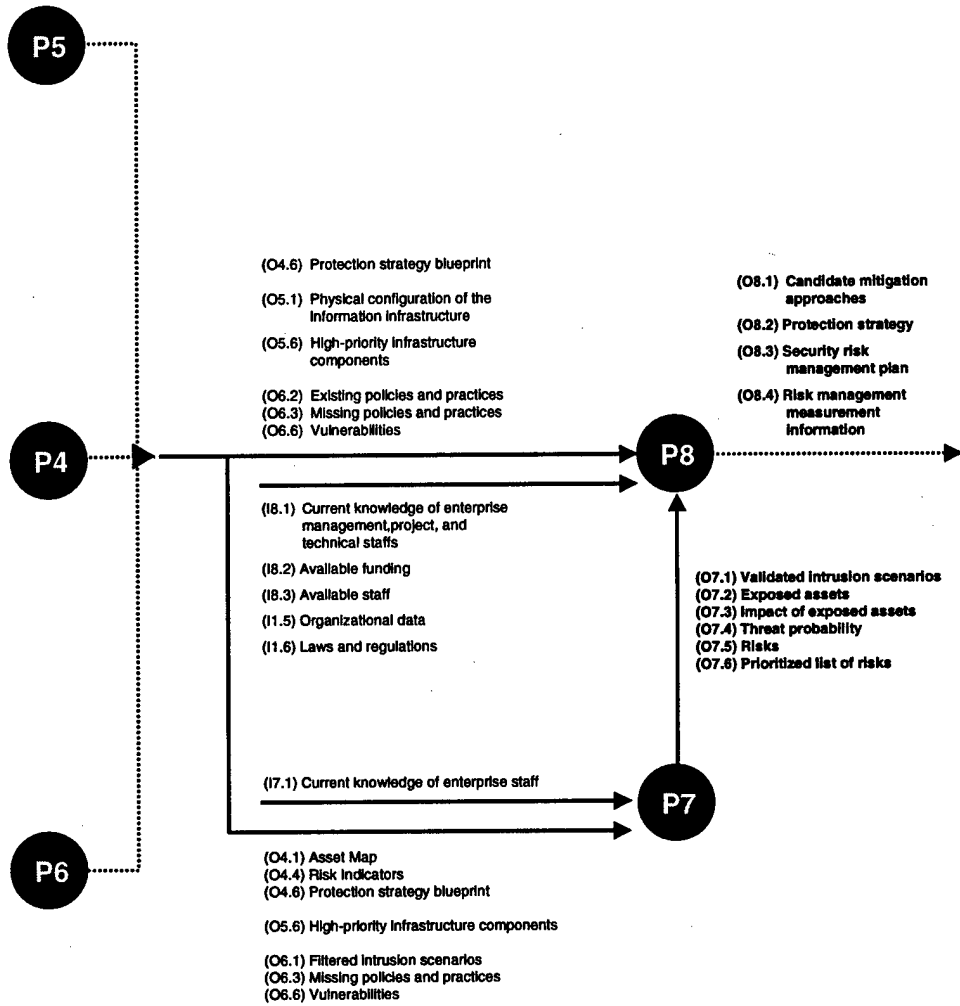 P5
(O4.6) Protection strategy blueprint
(O5.1) Physical configuration of the
Information infrastructure
(O5.6) High-priority infrastructure
components
(O6.2) Existing policies and practices
(O6.3) Missing policies and practices
(O6.6) Vulnerabilities
(O8.1) Candidate mitigation
approaches
(O8.2) Protection strategy
(O8.3) Security risk
management plan
(O8.4) Risk management
measurement
information
P4
P8
(I8.1) Current knowledge of enterprise
management,project, and
technical staffs
(I8.2) Available funding
(I8.3) Available staff
(I1.5) Organizational data
(I1.6) Laws and regulations
(O7.1) Validated intrusion scenarios
(O7.2) Exposed assets
(O7.3) Impact of exposed assets
(O7.4) Threat probability
(O7.5) Risks
(O7.6) Prioritized list of risks
(I7.1) Current knowledge of enterprise staff
P7
P6
(O4.1) Asset Map
(O4.4) Risk Indicators
(O4.6) Protection strategy blueprint
(O5.6) High-priority infrastructure components
(O6.1) Filtered intrusion scenarios
(O6.3) Missing policies and practices
(O6.6) Vulnerabilities